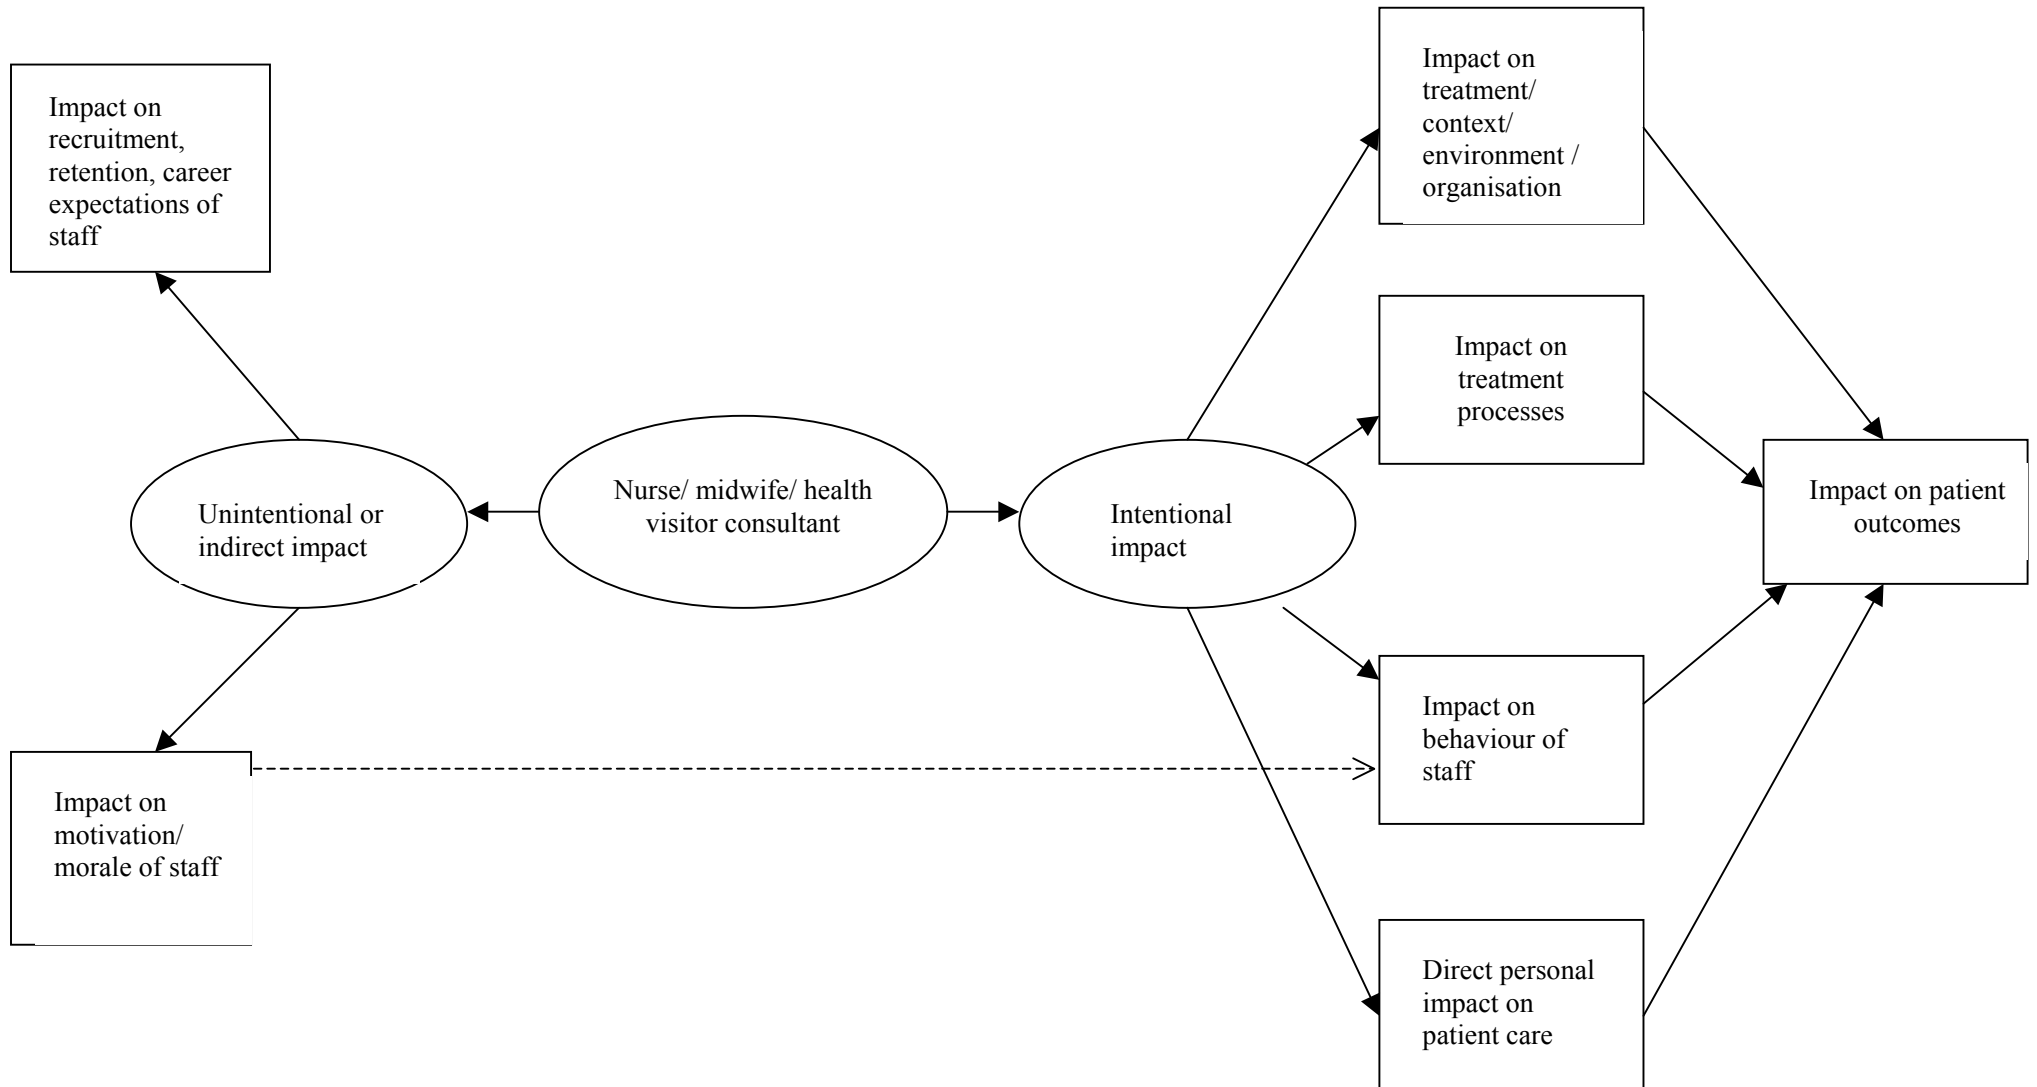 Impact on
recruitment,
retention, career
expectations of
staff
Unintentional or
indirect impact
Impact on
motivation/
morale of staff
Nurse/ midwife/ health
visitor consultant
Intentional
impact
Impact on
treatment/
context/
environment /
organisation
Impact on
treatment
processes
Impact on
behaviour of
staff
Direct personal
impact on
patient care
Impact on patient
outcomes